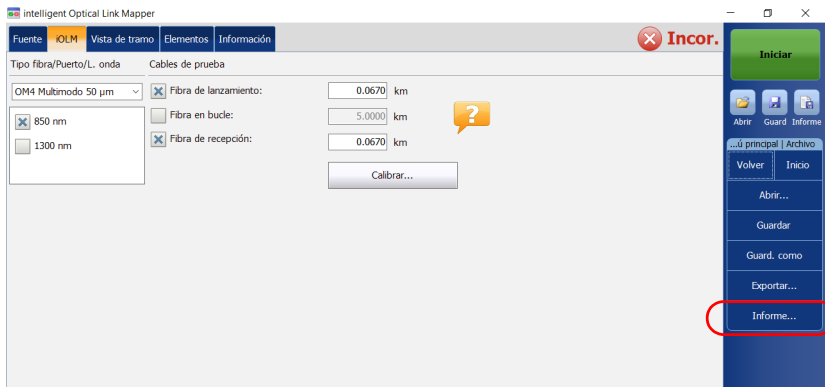 intelligent Optical Link Mapper
Fuente iOLM Vista de tramo Elementos Información
Incor.
Tipo fibra/Puerto/L. onda Cables de prueba
OM4 Multimodo 50 µm
850 nm
1300 nm
Fibra de lanzamiento: 0.0670 km
Fibra en bucle: 5.0000 km
Fibra de recepción: 0.0670 km
Calibrar...
?
Iniciar
Abrir Guard Informe
...ú principal | Archivo
Volver Inicio
Abrir...
Guardar
Guard. como
Exportar...
Informe...